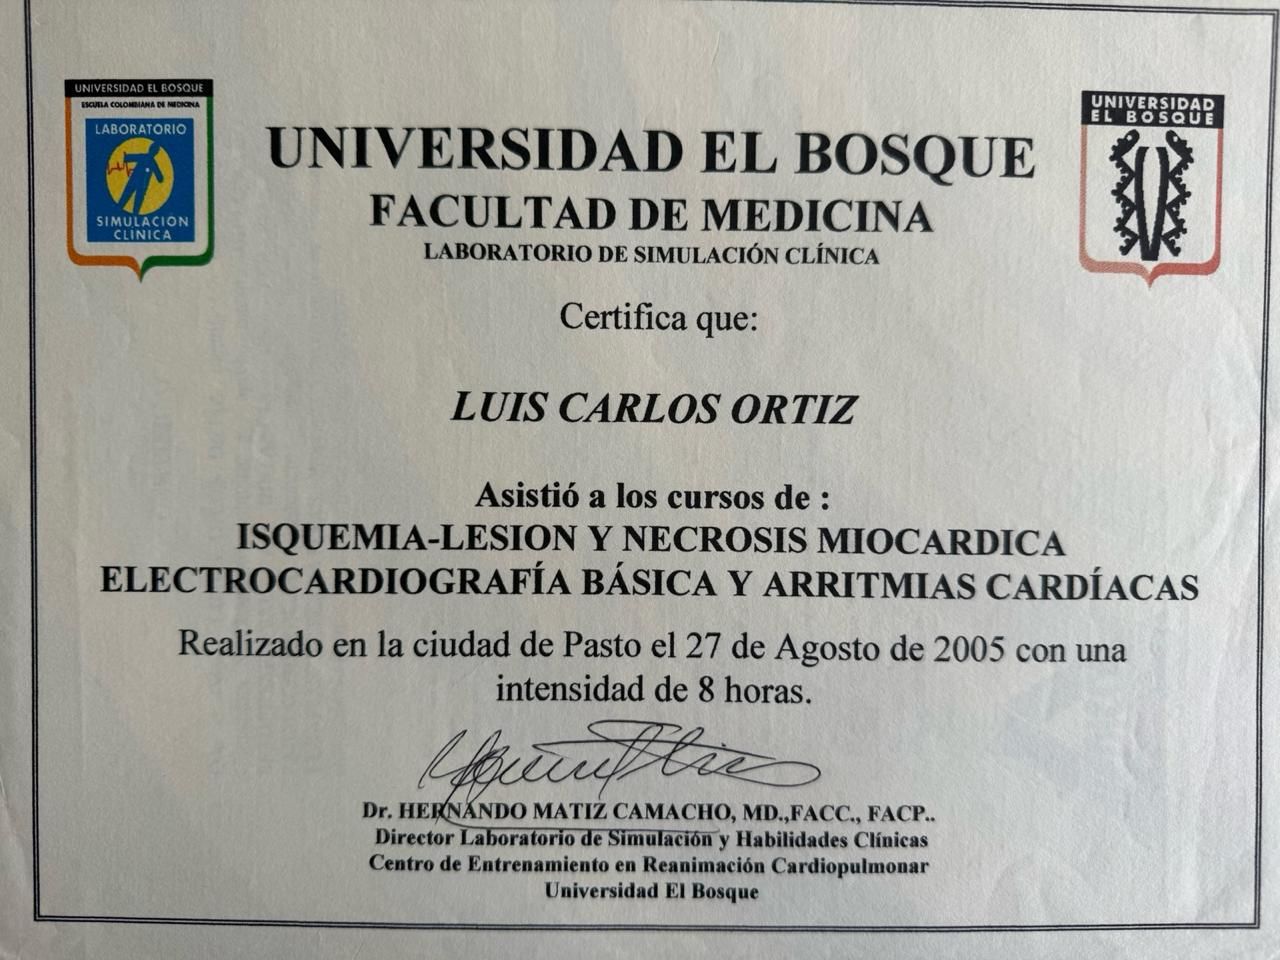 UNIVERSIDAD EL BOSQUE
ESCUELA COLOMBIANA DE MEDICINA
LABORATORIO
SIMULACIÓN
CLINICA
UNIVERSIDAD
EL BOSQUE
UNIVERSIDAD EL BOSQUE
FACULTAD DE MEDICINA
LABORATORIO DE SIMULACIÓN CLÍNICA
Certifica que:
LUIS CARLOS ORTIZ
Asistió a los cursos de :
ISQUEMIA-LESION Y NECROSIS MIOCARDICA
ELECTROCARDIOGRAFÍA BÁSICA Y ARRITMIAS CARDÍACAS
Realizado en la ciudad de Pasto el 27 de Agosto de 2005 con una
intensidad de 8 horas.
Dr. HERNANDO MATIZ CAMACHO, MD.,FACC., FACP..
Director Laboratorio de Simulación y Habilidades Clínicas
Centro de Entrenamiento en Reanimación Cardiopulmonar
Universidad El Bosque